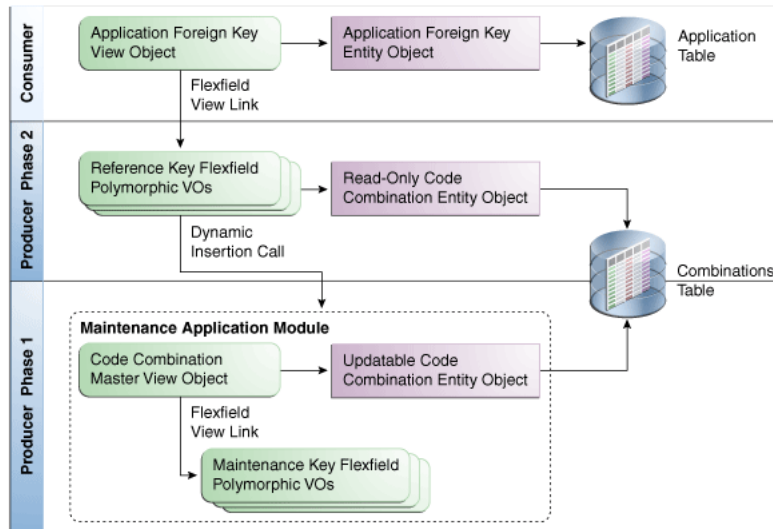 Consumer
Application Foreign Key
View Object
Application Foreign Key
Entity Object
Application
Table
Flexfield
View Link
Producer Phase 2
Reference Key Flexfield
Polymorphic VOs
Read-Only Code
Combination Entity Object
Dynamic
Insertion Call
Combinations
Table
Producer Phase 1
Maintenance Application Module
Code Combination
Master View Object
Updatable Code
Combination Entity Object
Flexfield
View Link
Maintenance Key Flexfield
Polymorphic VOs